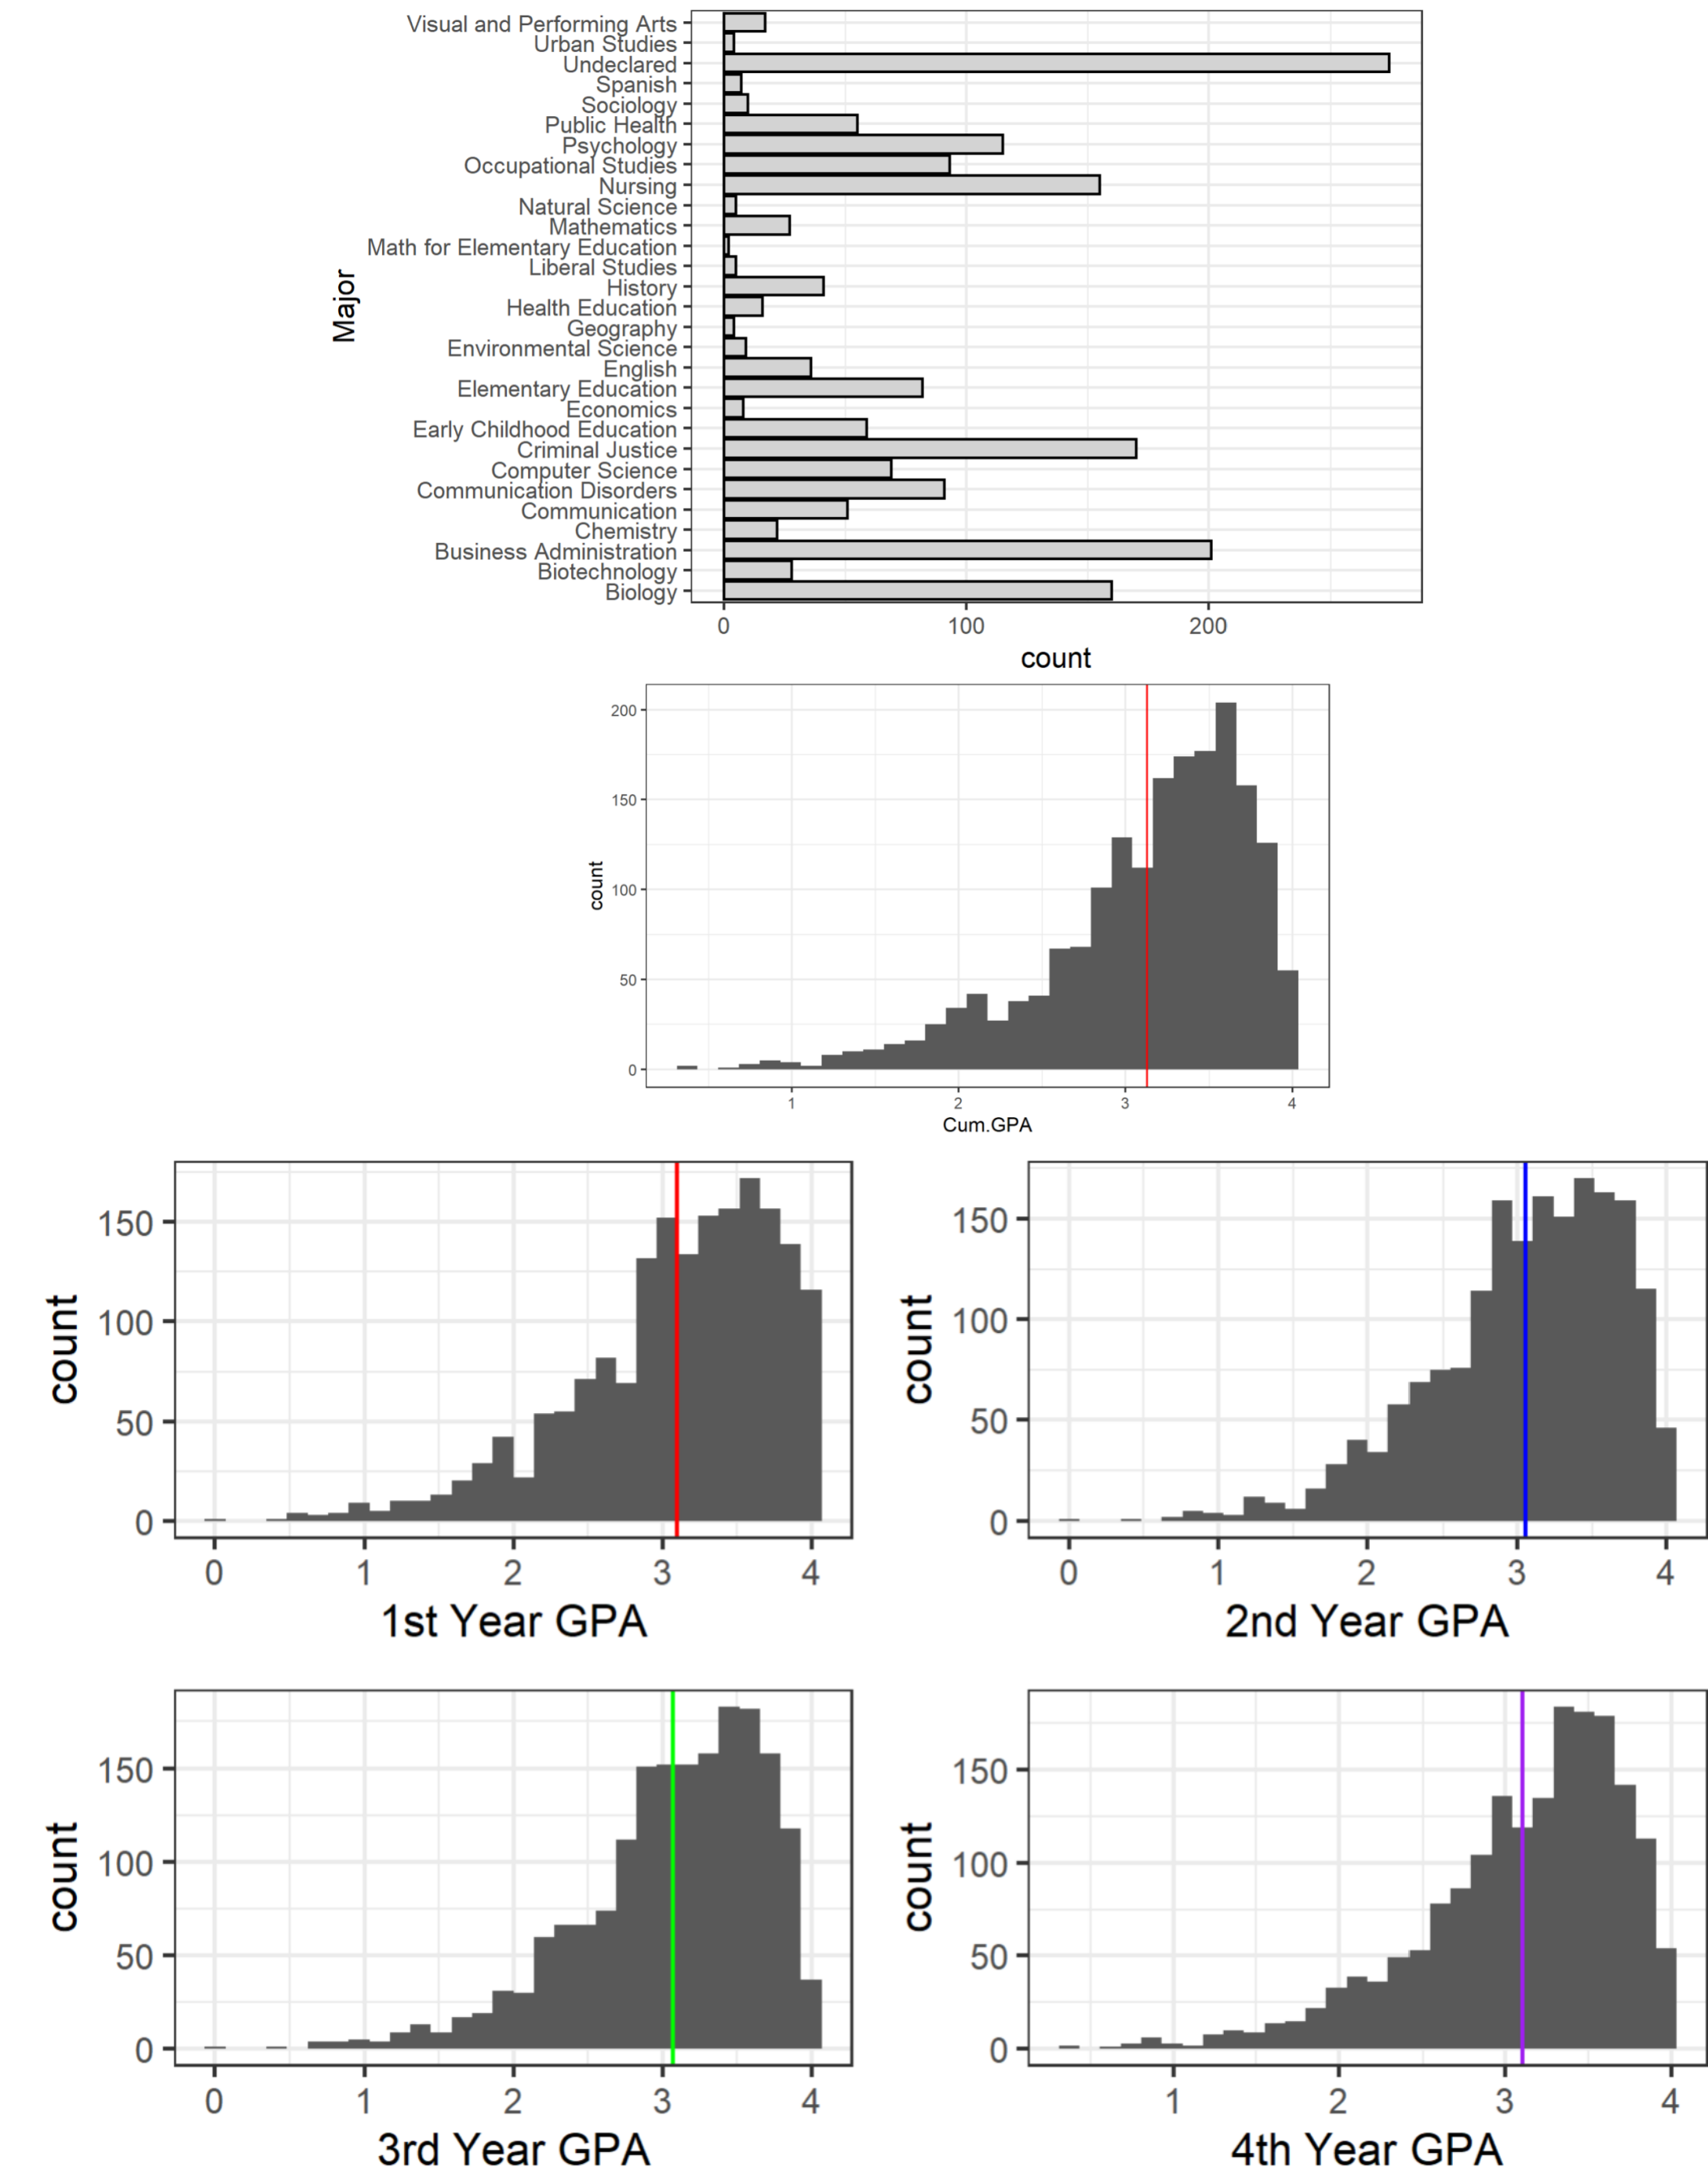 Visual and Performing Arts
Urban Studies
Undeclared
Spanish
Sociology
Public Health
Psychology
Occupational Studies
Nursing
Natural Science
Mathematics
Math for Elementary Education
Liberal Studies
History
Health Education
Geography
Environmental Science
English
Elementary Education
Economics
Early Childhood Education
Criminal Justice
Computer Science
Communication Disorders
Communication
Chemistry
Business Administration
Biotechnology
Biology
Major
0 100 200
count
200
150
100
50
0
count
1 2 3 4
Cum.GPA
150
100
50
0
count
0 1 2 3 4
1st Year GPA
150
100
50
0
count
0 1 2 3 4
2nd Year GPA
150
100
50
0
count
0 1 2 3 4
3rd Year GPA
150
100
50
0
count
1 2 3 4
4th Year GPA